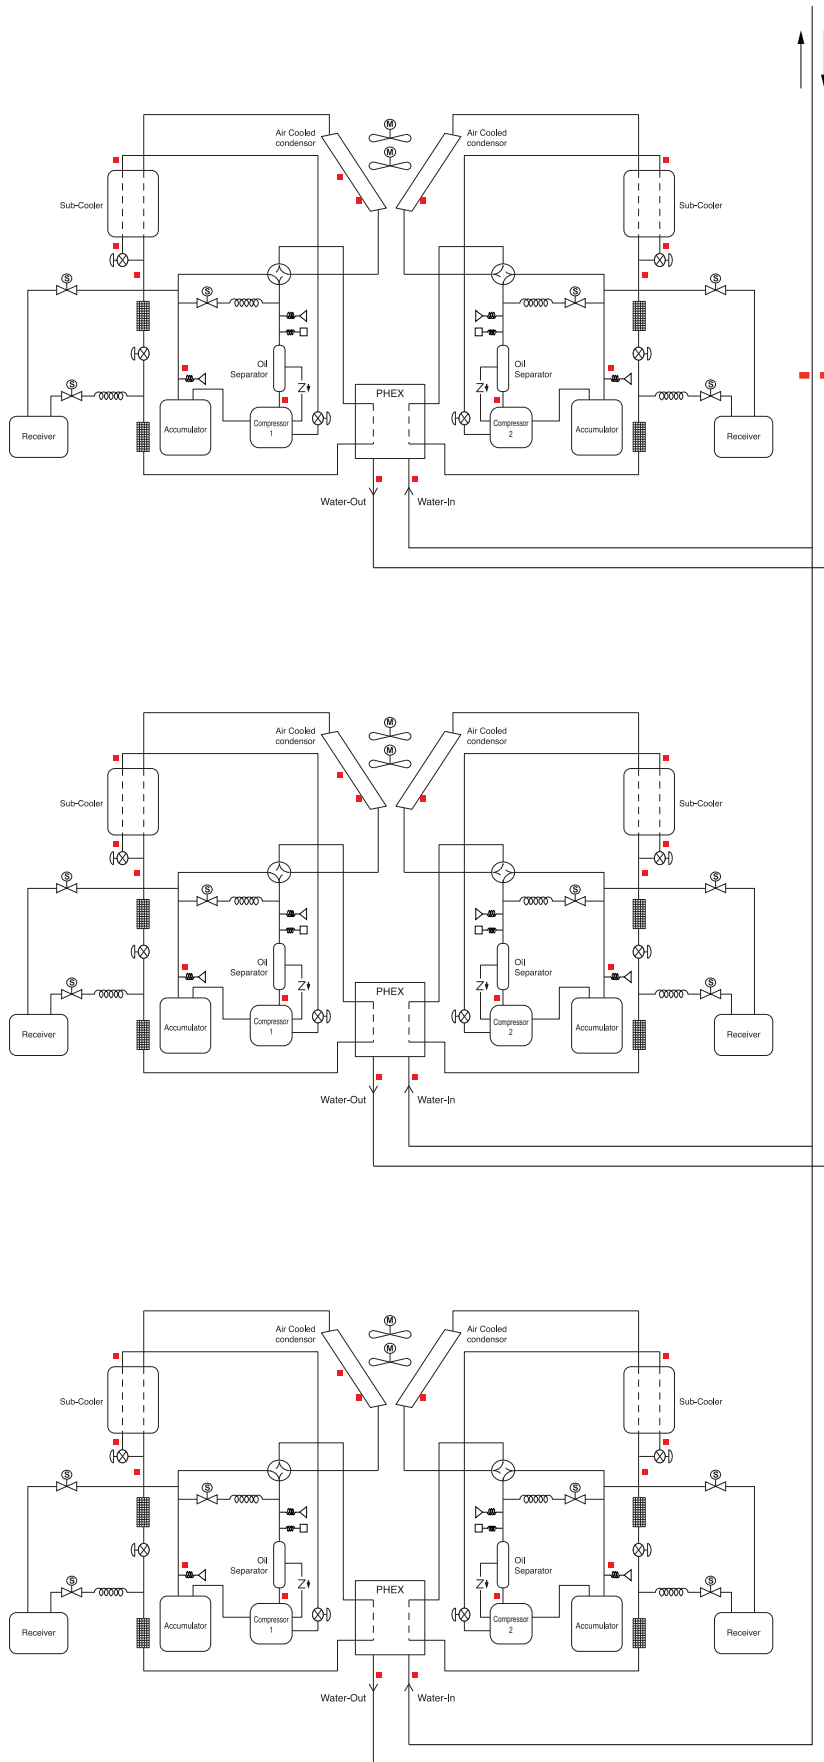 M
Air Cooled
condensor
M
Air Cooled
condensor
Sub-Cooler
Sub-Cooler
S
S
S
S
Oil
Separator
Oil
Separator
S
Z
Z
S
PHEX
Receiver
Accumulator
Compressor
1
Compressor
2
Accumulator
Receiver
Water-Out
Water-In
M
Air Cooled
condensor
M
Air Cooled
condensor
Sub-Cooler
Sub-Cooler
S
S
S
S
Oil
Separator
Oil
Separator
S
Z
Z
S
PHEX
Receiver
Accumulator
Compressor
1
Compressor
2
Accumulator
Receiver
Water-Out
Water-In
M
Air Cooled
condensor
M
Air Cooled
condensor
Sub-Cooler
Sub-Cooler
S
S
S
S
Oil
Separator
Oil
Separator
S
Z
Z
S
PHEX
Receiver
Accumulator
Compressor
1
Compressor
2
Accumulator
Receiver
Water-Out
Water-In